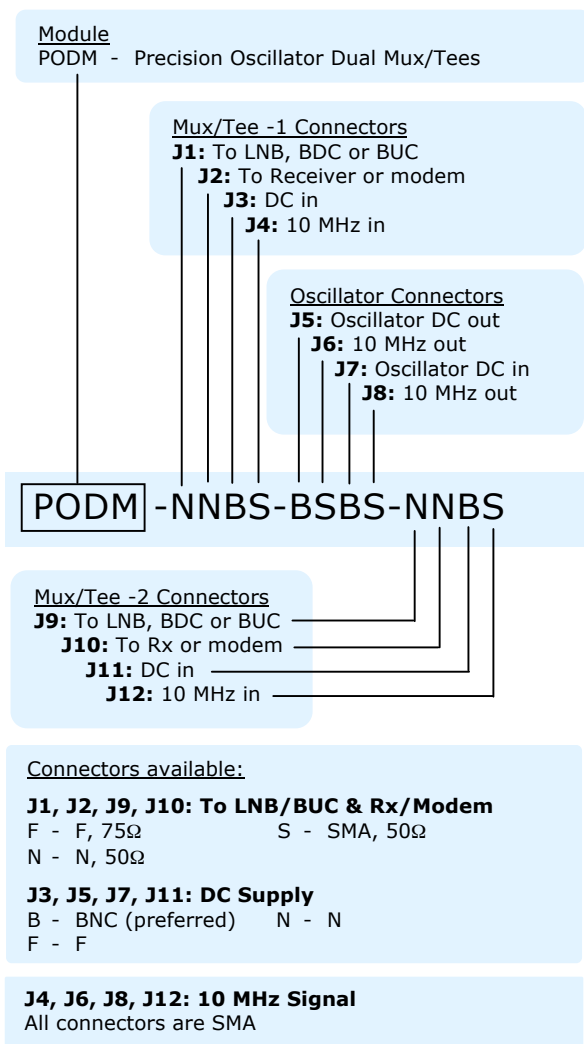 Module
PODM - Precision Oscillator Dual Mux/Tees
Mux/Tee -1 Connectors
J1: To LNB, BDC or BUC
J2: To Receiver or modem
J3: DC in
J4: 10 MHz in
Oscillator Connectors
J5: Oscillator DC out
J6: 10 MHz out
J7: Oscillator DC in
J8: 10 MHz out
PODM -NNBS-BSBS-NNBS
Mux/Tee -2 Connectors
J9: To LNB, BDC or BUC
J10: To Rx or modem
J11: DC in
J12: 10 MHz in
Connectors available:
J1, J2, J9, J10: To LNB/BUC & Rx/Modem
F - F, 75Ω S - SMA, 50Ω
N - N, 50Ω
J3, J5, J7, J11: DC Supply
B - BNC (preferred) N - N
F - F
J4, J6, J8, J12: 10 MHz Signal
All connectors are SMA